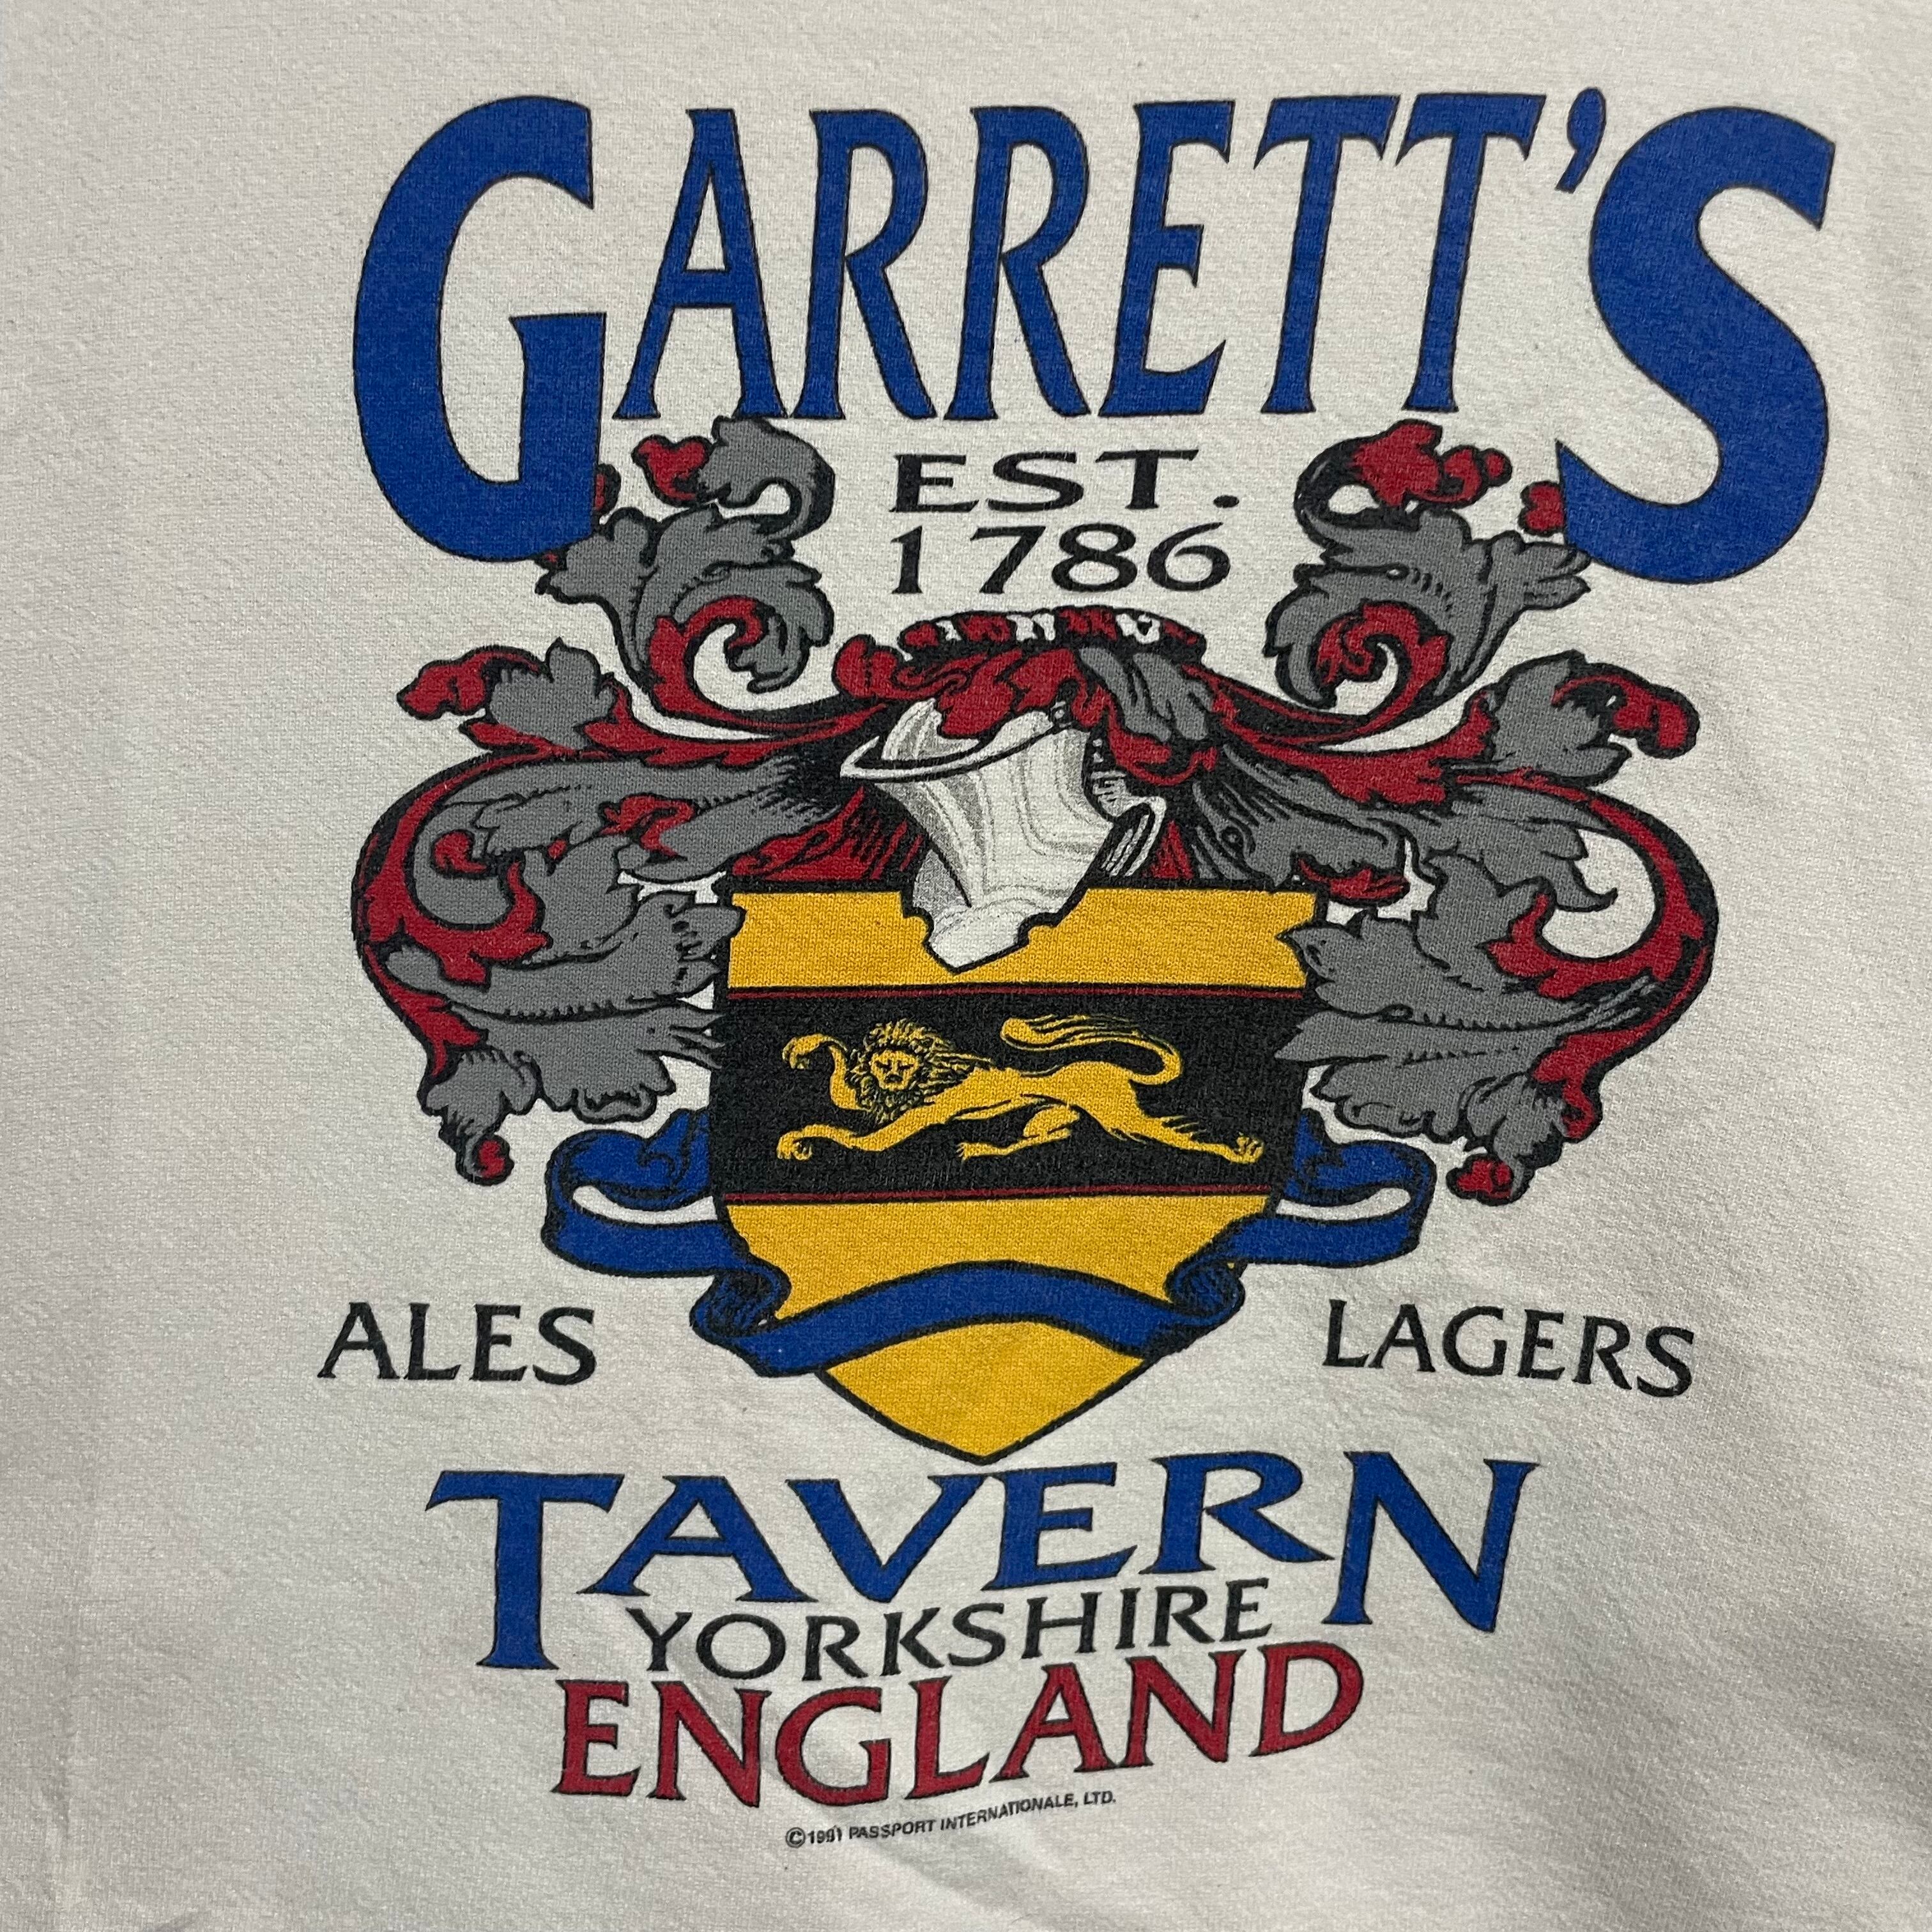 GARRETT'S
EST.
1786
ALES
LAGERS
TAVERN
YORKSHIRE
ENGLAND
©1991 PASSPORT INTERNATIONALE, LTD.